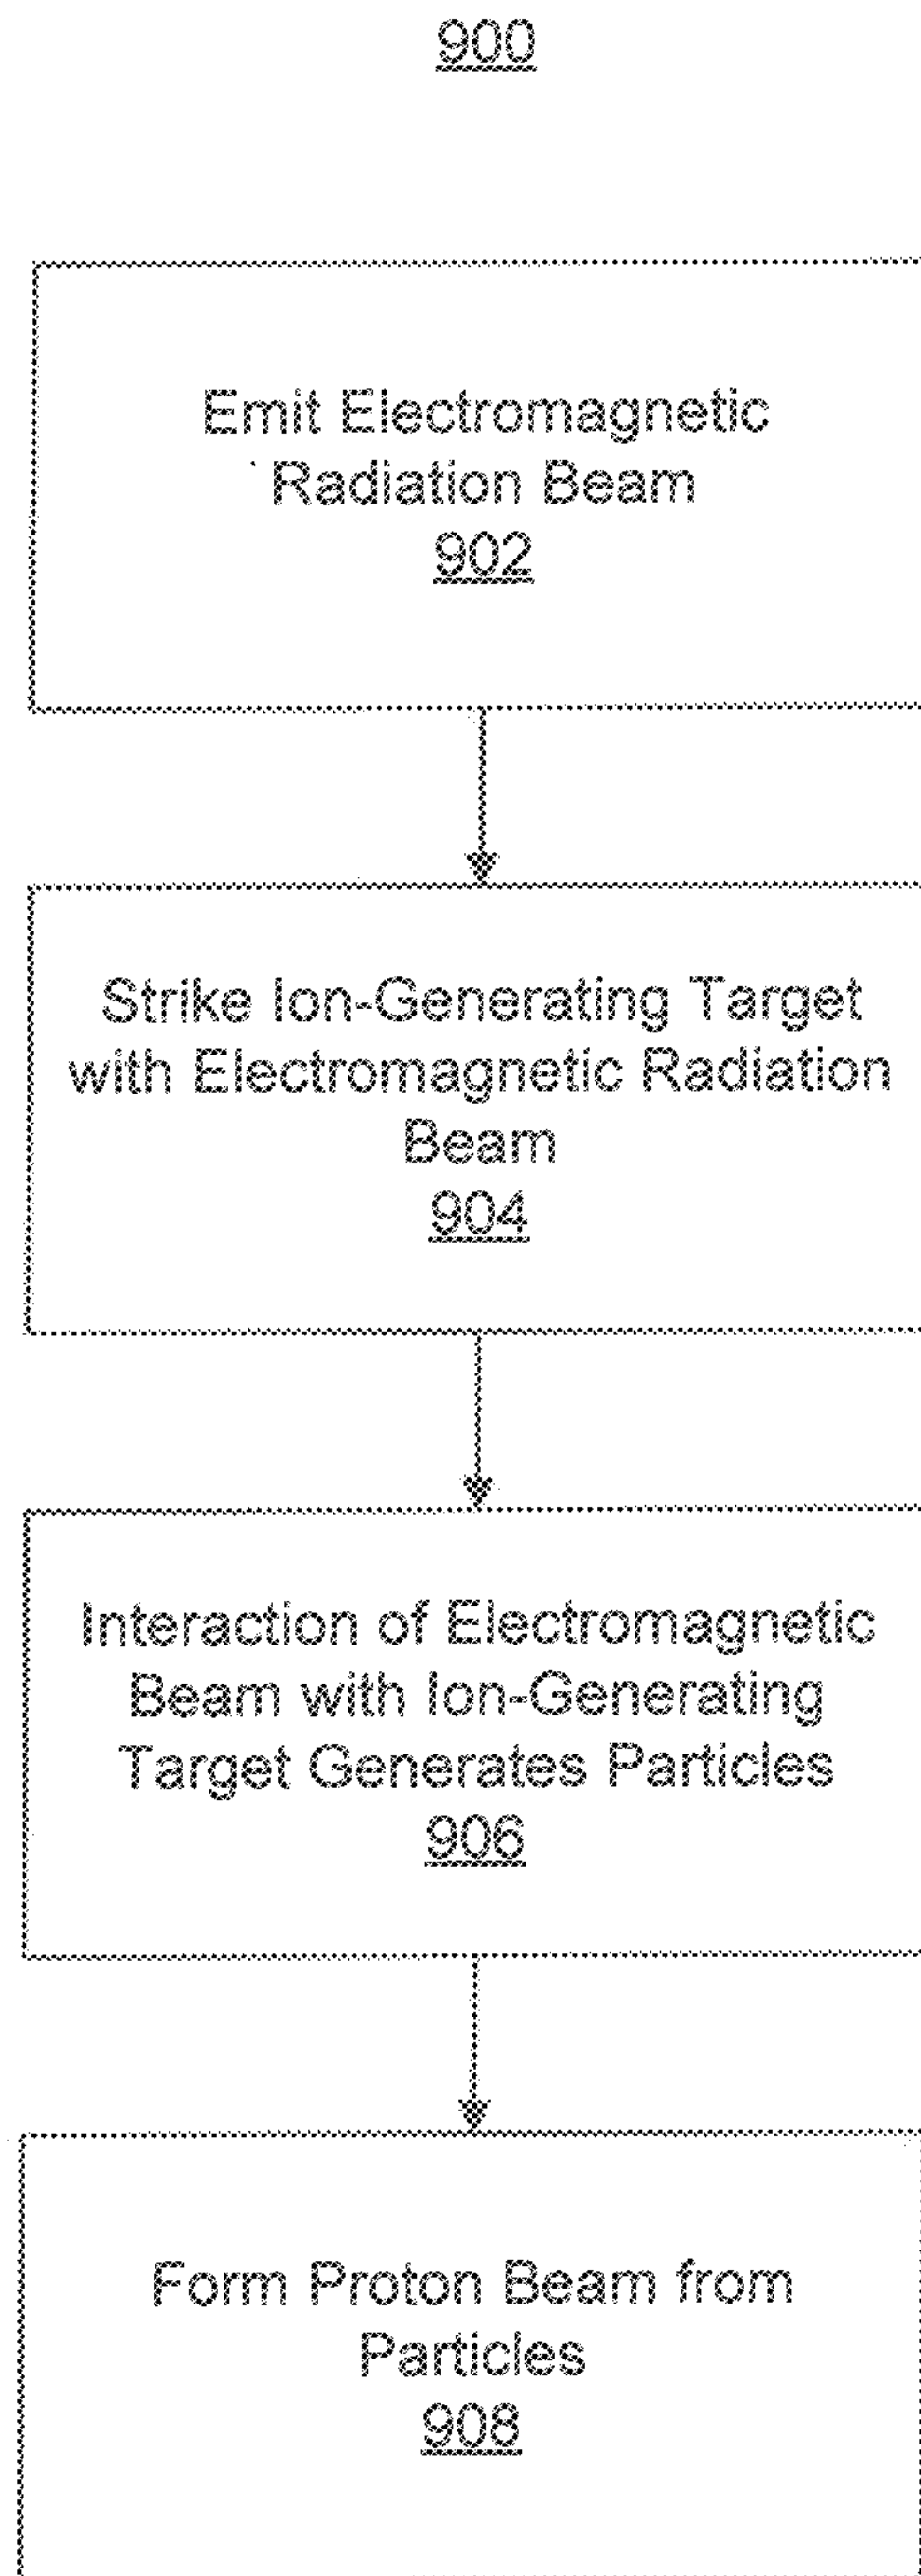 900
Emit Electromagnetic
Radiation Beam
902
Strike Ion-Generating Target
with Electromagnetic Radiation
Beam
904
Interaction of Electromagnetic
Beam with Ion-Generating
Target Generates Particles
906
Form Proton Beam from
Particles
908